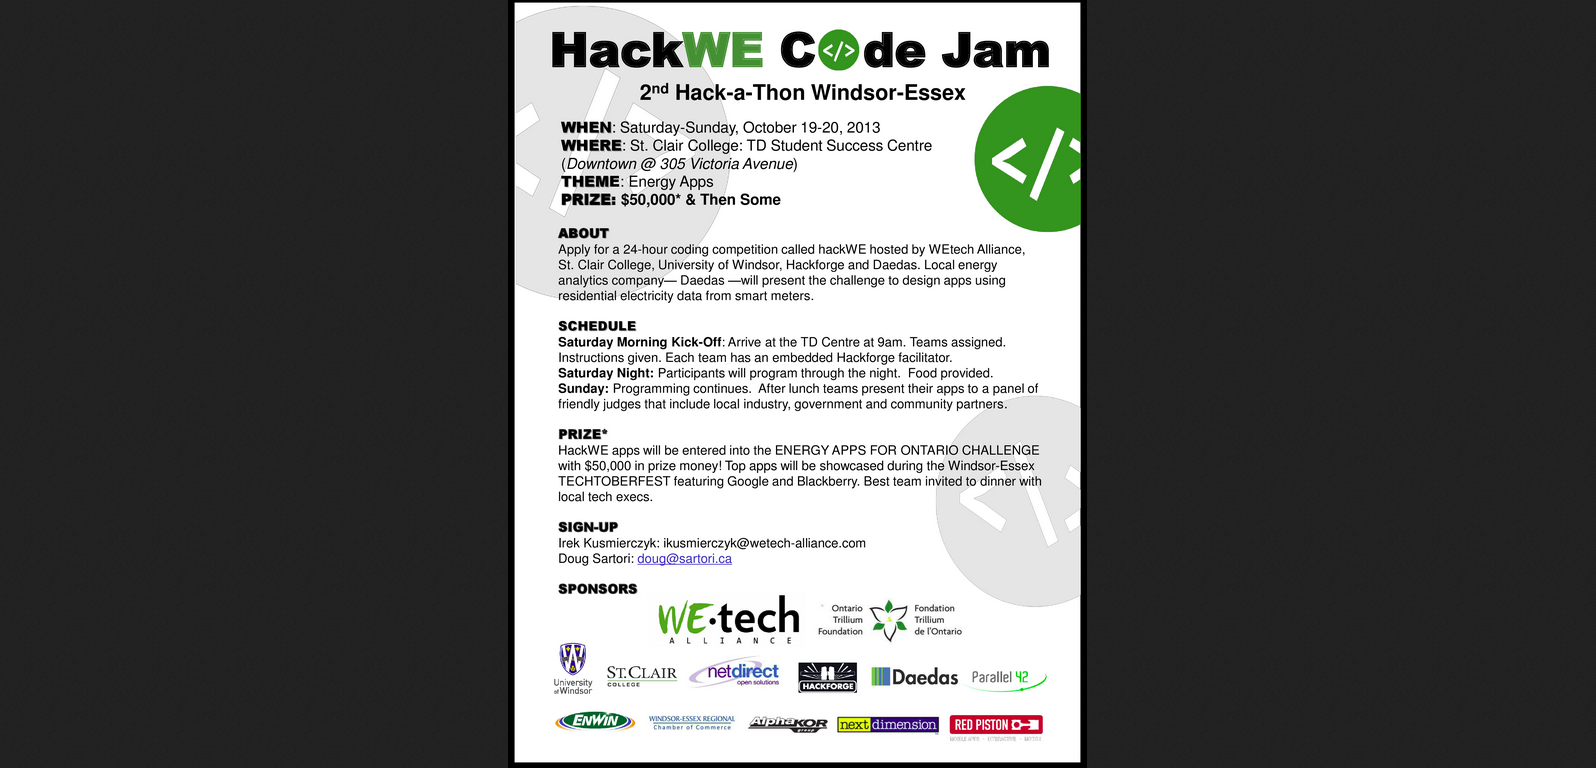 HackWE C</>de Jam
2nd Hack-a-Thon Windsor-Essex
</>
WHEN: Saturday-Sunday, October 19-20, 2013
WHERE: St. Clair College: TD Student Success Centre
(Downtown @ 305 Victoria Avenue)
THEME: Energy Apps
PRIZE: $50,000* & Then Some
ABOUT
Apply for a 24-hour coding competition called hackWE hosted by WEtech Alliance,
St. Clair College, University of Windsor, Hackforge and Daedas. Local energy
analytics company— Daedas —will present the challenge to design apps using
residential electricity data from smart meters.
SCHEDULE
Saturday Morning Kick-Off: Arrive at the TD Centre at 9am. Teams assigned.
Instructions given. Each team has an embedded Hackforge facilitator.
Saturday Night: Participants will program through the night.  Food provided.
Sunday: Programming continues.  After lunch teams present their apps to a panel of
friendly judges that include local industry, government and community partners.
PRIZE*
HackWE apps will be entered into the ENERGY APPS FOR ONTARIO CHALLENGE
with $50,000 in prize money! Top apps will be showcased during the Windsor-Essex
TECHTOBERFEST featuring Google and Blackberry. Best team invited to dinner with
local tech execs.
SIGN-UP
Irek Kusmierczyk: ikusmierczyk@wetech-alliance.com
Doug Sartori: doug@sartori.ca
SPONSORS
WE·tech
ALLIANCE
Ontario
Trillium
Foundation
Fondation
Trillium
de l'Ontario
University
of Windsor
ST. CLAIR
COLLEGE
netdirect
open solutions
H
HACKFORGE
Daedas
Parallel 42
ENWIN
WINDSOR-ESSEX REGIONAL
Chamber of Commerce
AlphaKOR
group
next dimension
RED PISTON